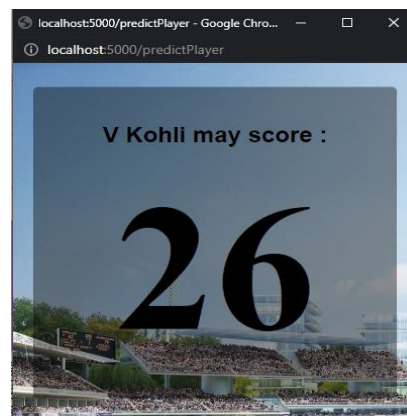 localhost:5000/predictPlayer - Google Chro...
localhost:5000/predictPlayer
V Kohli may score :
26